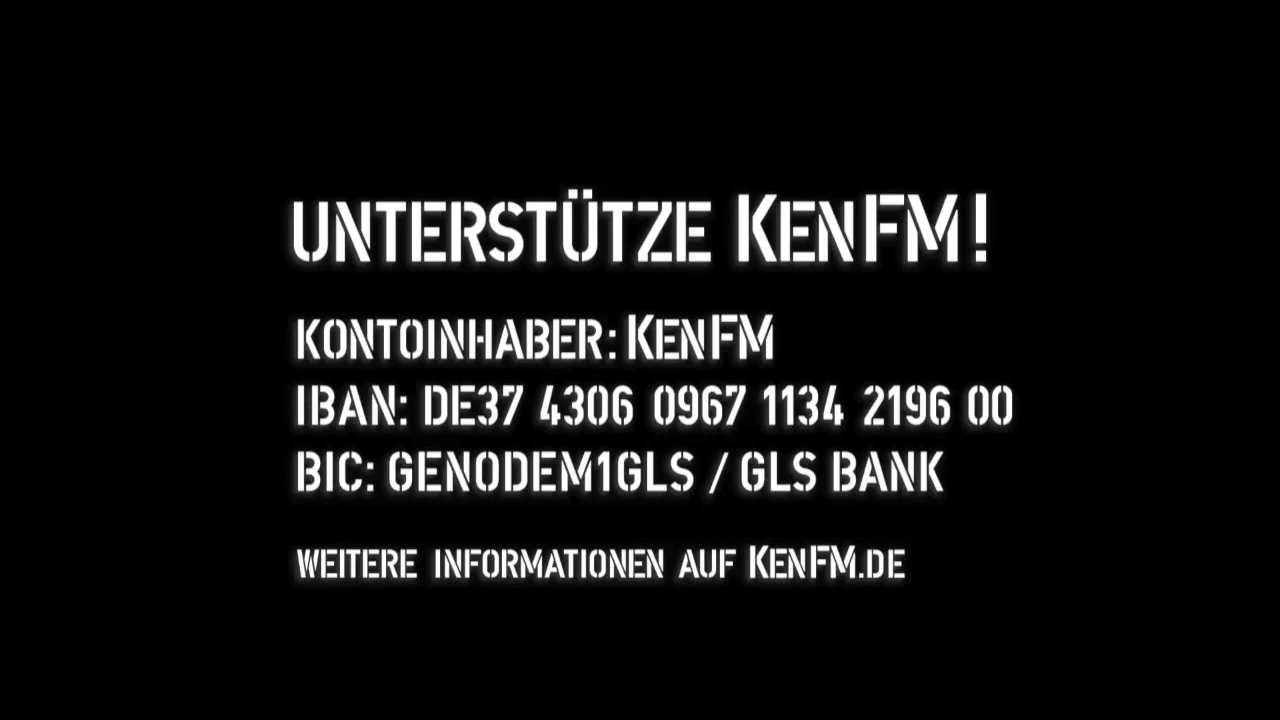 UNTERSTÜTZE KENFM!
KONTOINHABER: KENFM
IBAN: DE37 4306 0967 1134 2196 00
BIC: GENODEM1GLS / GLS BANK
WEITERE INFORMATIONEN AUF KENFM.DE